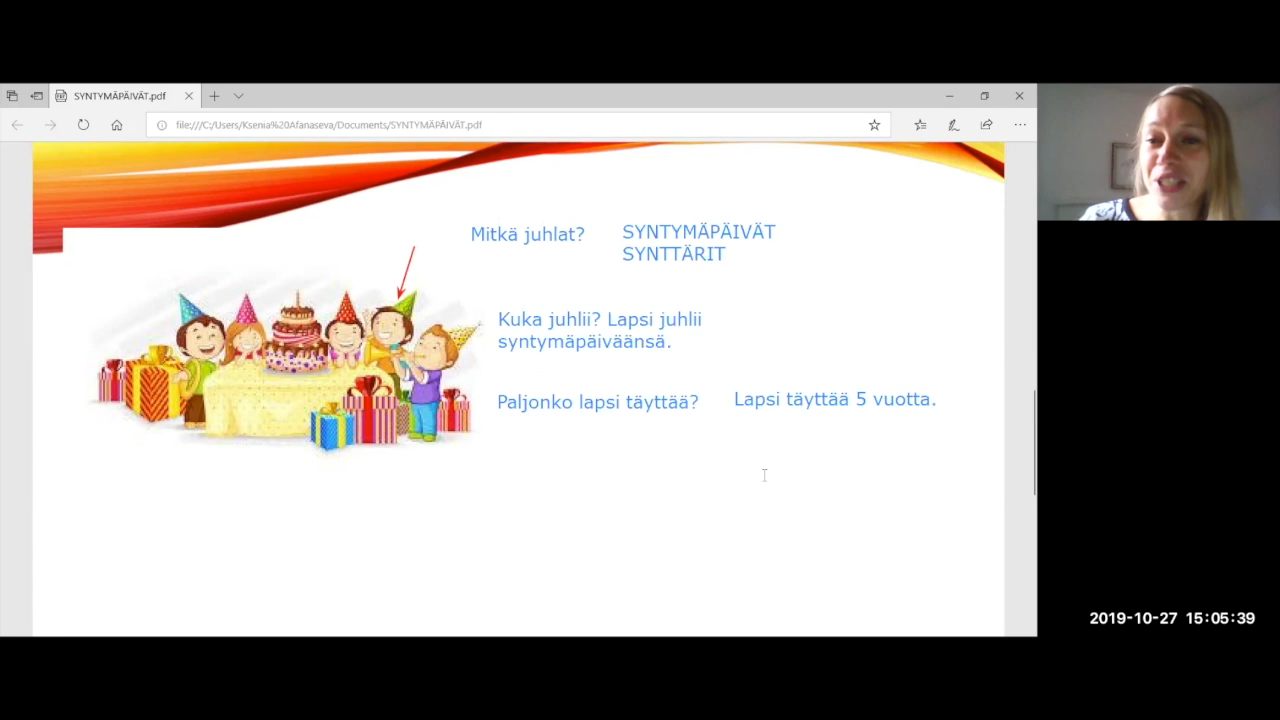 SYNTYMÄPÄIVÄT.pdf
file:///C:/Users/Ksenia%20Afanaseva/Documents/SYNTYMÄPÄIVÄT.pdf
Mitkä juhlat?
SYNTYMÄPÄIVÄT
SYNTTÄRIT
Kuka juhlii? Lapsi juhlii
syntymäpäiväänsä.
Paljonko lapsi täyttää?
Lapsi täyttää 5 vuotta.
2019-10-27 15:05:39